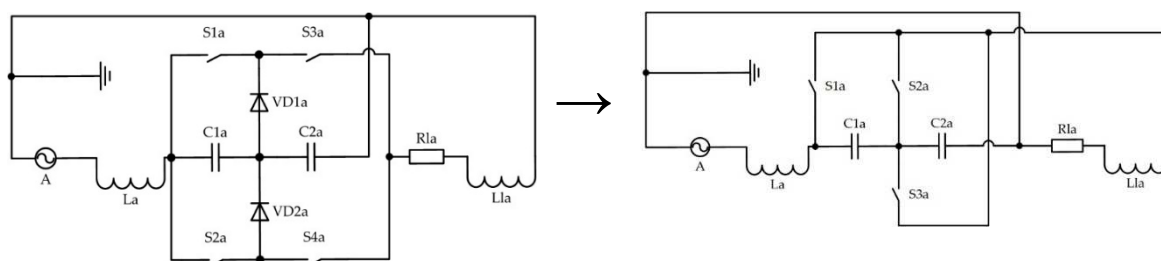 S1a
S3a
VD1a
C1a
C2a
Rla
A
La
Lla
VD2a
S2a
S4a
→
S1a
S2a
C1a
C2a
Rla
A
La
Lla
S3a